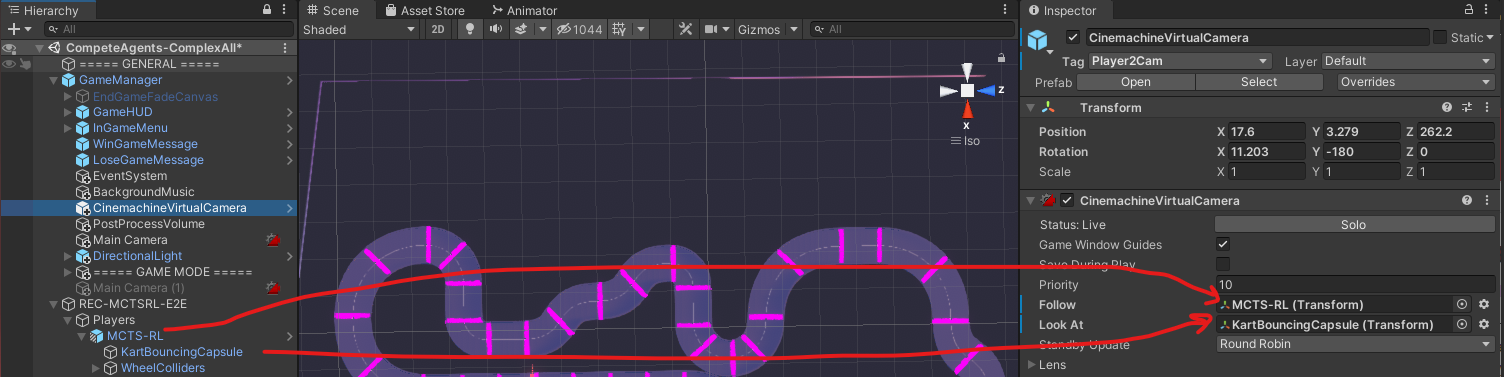 Hierarchy
All
CompeteAgents-ComplexAll*
===== GENERAL =====
GameManager
EndGameFadeCanvas
GameHUD
InGameMenu
WinGameMessage
LoseGameMessage
EventSystem
BackgroundMusic
CinemachineVirtualCamera
PostProcessVolume
Main Camera
DirectionalLight
===== GAME MODE =====
Main Camera (1)
REC-MCTSRL-E2E
Players
MCTS-RL
KartBouncingCapsule
WheelColliders
Scene Asset Store Animator
Shaded 2D 1044 Gizmos All
z
x
Iso
Inspector
CinemachineVirtualCamera Static
Tag Player2Cam Layer Default
Prefab Open Select Overrides
Transform
Position X 17.6 Y 3.279 Z 262.2
Rotation X 11.203 Y -180 Z 0
Scale X 1 Y 1 Z 1
CinemachineVirtualCamera
Status: Live Solo
Game Window Guides
Save During Play
Priority 10
Follow MCTS-RL (Transform)
Look At KartBouncingCapsule (Transform)
Standby Update Round Robin
Lens